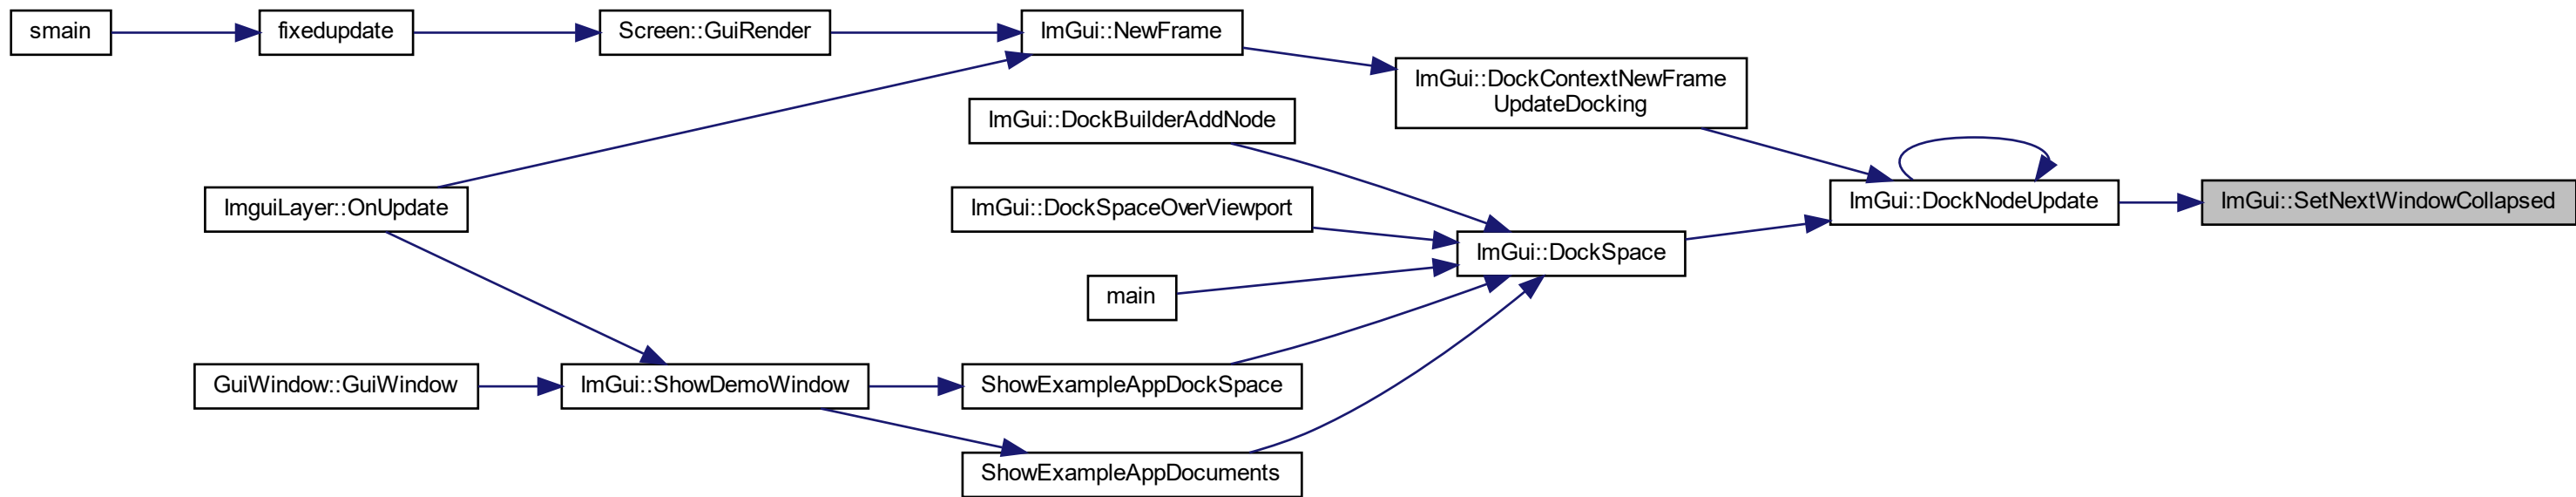 smain
fixedupdate
Screen::GuiRender
ImGui::NewFrame
ImGui::DockContextNewFrame
UpdateDocking
ImGui::DockBuilderAddNode
ImguiLayer::OnUpdate
ImGui::DockSpaceOverViewport
ImGui::DockNodeUpdate
ImGui::SetNextWindowCollapsed
ImGui::DockSpace
main
GuiWindow::GuiWindow
ImGui::ShowDemoWindow
ShowExampleAppDockSpace
ShowExampleAppDocuments